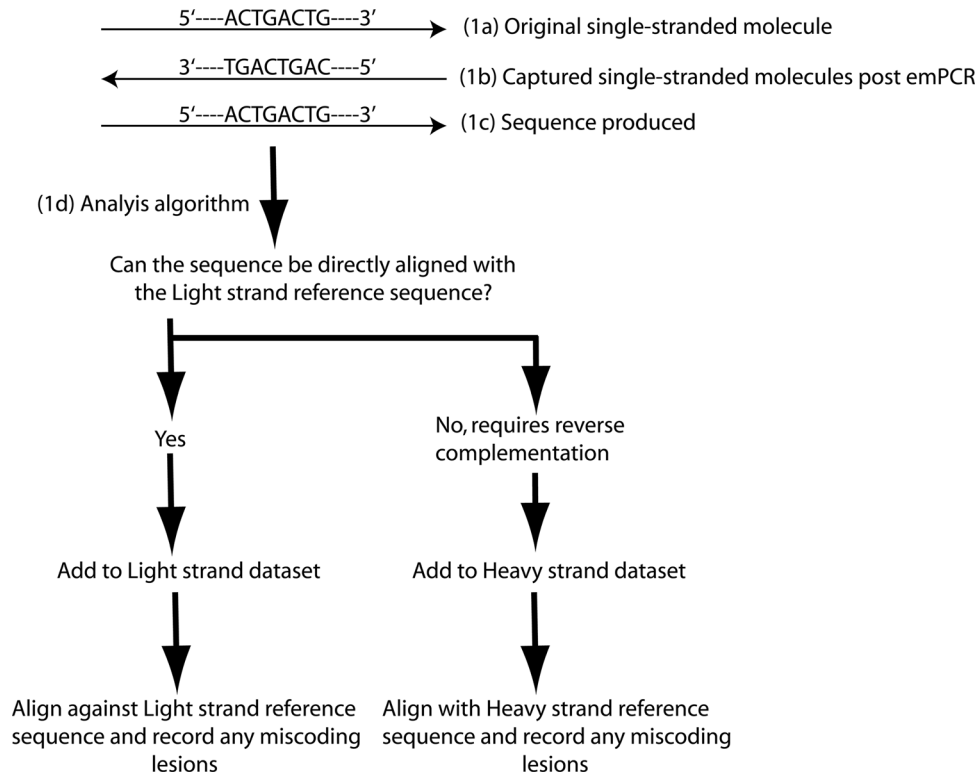 5‘----ACTGACTG----3’
(1a) Original single-stranded molecule
3‘----TGACTGAC----5’
(1b) Captured single-stranded molecules post emPCR
5‘----ACTGACTG----3’
(1c) Sequence produced
(1d) Analyis algorithm
Can the sequence be directly aligned with
the Light strand reference sequence?
Yes
No, requires reverse
complementation
Add to Light strand dataset
Add to Heavy strand dataset
Align against Light strand reference
sequence and record any miscoding
lesions
Align with Heavy strand reference
sequence and record any miscoding
lesions